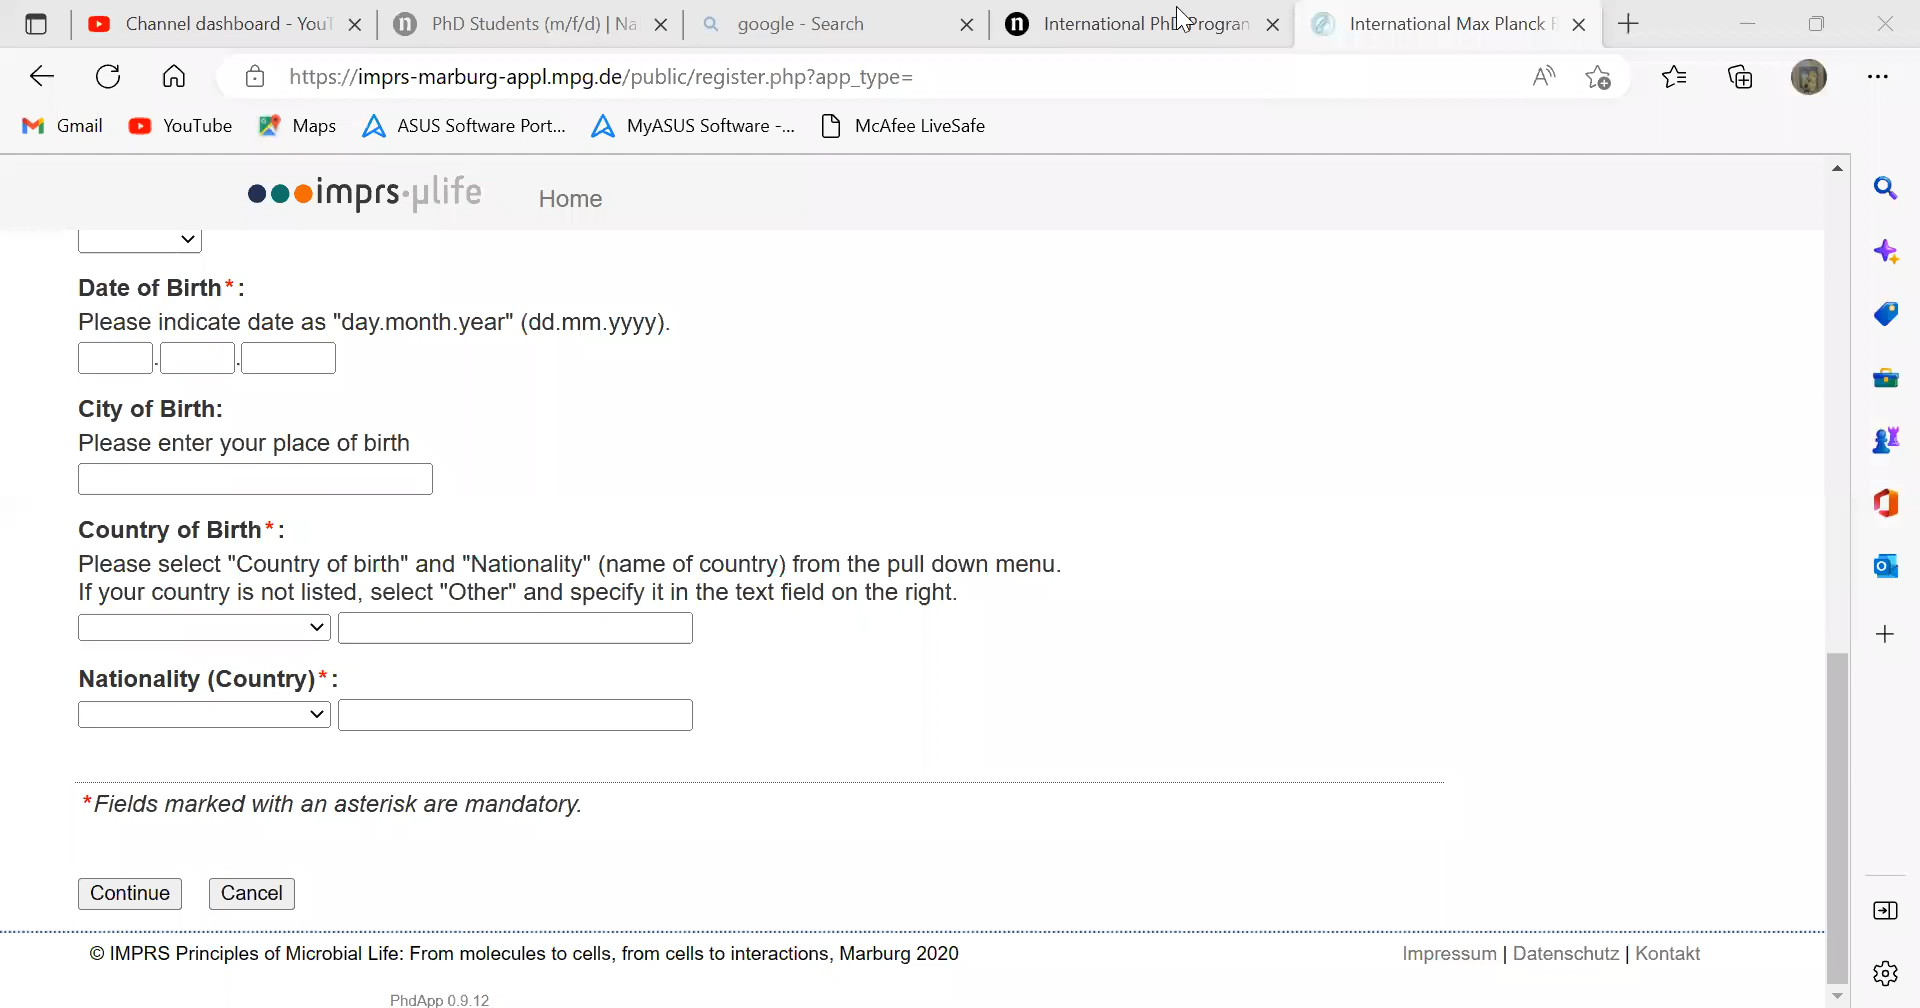 Channel dashboard - YouT
PhD Students (m/f/d) | Na
google - Search
International PhD Program
International Max Planck R
https://imprs-marburg-appl.mpg.de/public/register.php?app_type=
Gmail
YouTube
Maps
ASUS Software Port...
MyASUS Software -...
McAfee LiveSafe
imprs·µlife
Home
Date of Birth*:
Please indicate date as "day.month.year" (dd.mm.yyyy).
. .
City of Birth:
Please enter your place of birth
Country of Birth*:
Please select "Country of birth" and "Nationality" (name of country) from the pull down menu.
If your country is not listed, select "Other" and specify it in the text field on the right.
Nationality (Country)*:
*Fields marked with an asterisk are mandatory.
Continue
Cancel
© IMPRS Principles of Microbial Life: From molecules to cells, from cells to interactions, Marburg 2020
Impressum | Datenschutz | Kontakt
PhdApp 0.9.12